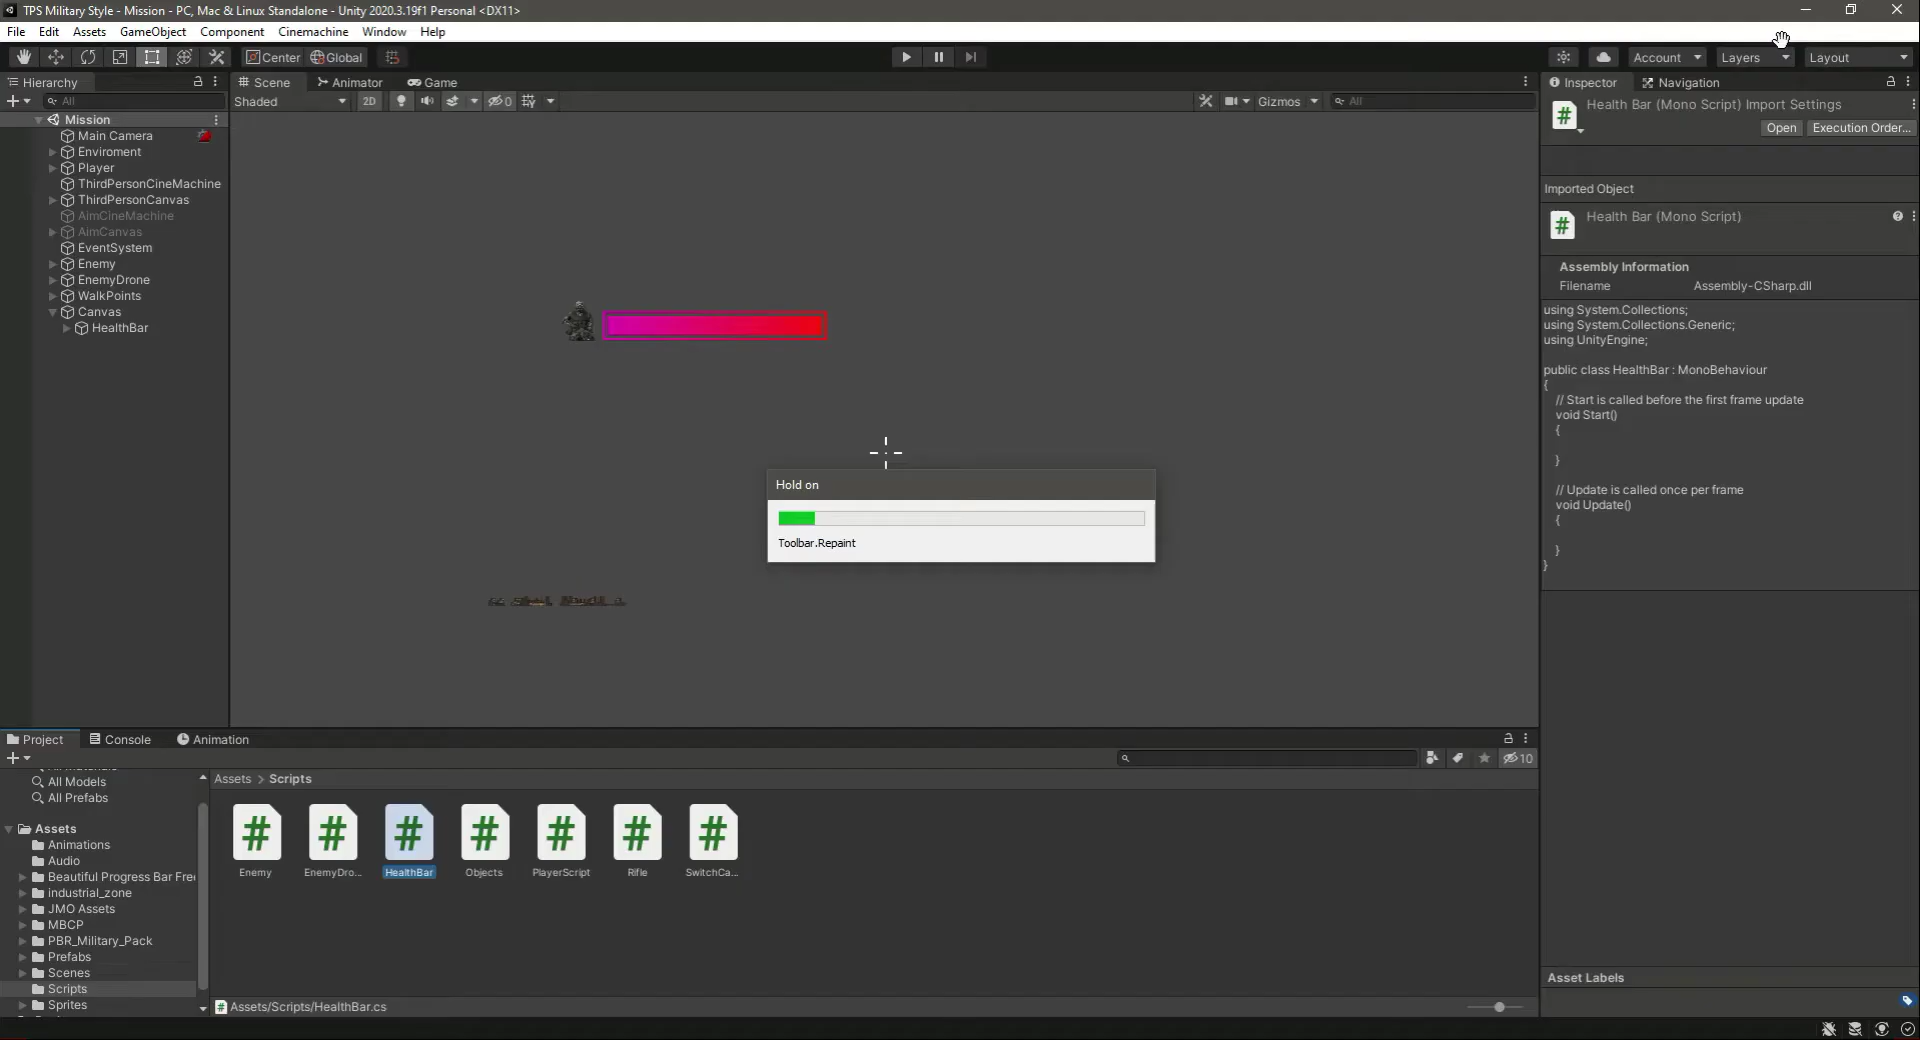 TPS Military Style - Mission - PC, Mac & Linux Standalone - Unity 2020.3.19f1 Personal <DX11>
File Edit Assets GameObject Component Cinemachine Window Help
Center Global
Account Layers Layout
Hierarchy
Scene Animator Game
Inspector Navigation
All
Shaded 2D 0 Gizmos All
Mission
Main Camera
Enviroment
Player
ThirdPersonCineMachine
ThirdPersonCanvas
AimCineMachine
AimCanvas
EventSystem
Enemy
EnemyDrone
WalkPoints
Canvas
HealthBar
Hold on
Toolbar.Repaint
Health Bar (Mono Script) Import Settings
Open Execution Order...
Imported Object
Health Bar (Mono Script)
Assembly Information
Filename Assembly-CSharp.dll
using System.Collections;
using System.Collections.Generic;
using UnityEngine;
public class HealthBar : MonoBehaviour
{
// Start is called before the first frame update
void Start()
{
}
// Update is called once per frame
void Update()
{
}
}
Asset Labels
Project Console Animation
10
All Models
All Prefabs
Assets
Animations
Audio
Beautiful Progress Bar Free
industrial_zone
JMO Assets
MBCP
PBR_Military_Pack
Prefabs
Scenes
Scripts
Sprites
Assets > Scripts
Enemy EnemyDro... HealthBar Objects PlayerScript Rifle SwitchCa...
Assets/Scripts/HealthBar.cs